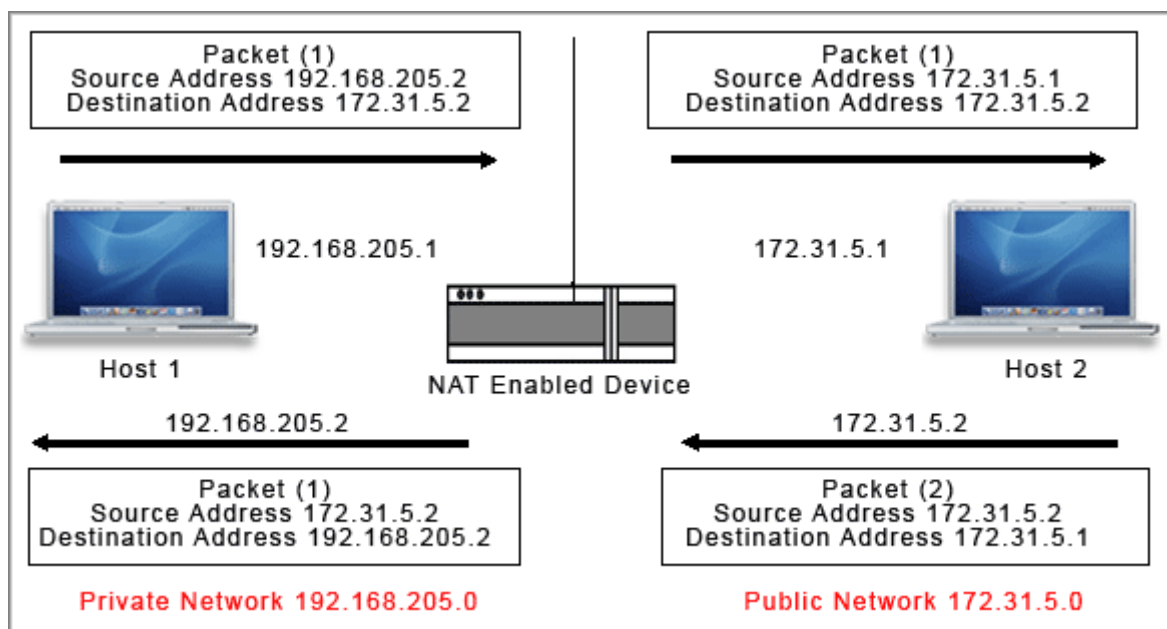 Packet (1)
Source Address 192.168.205.2
Destination Address 172.31.5.2
Packet (1)
Source Address 172.31.5.1
Destination Address 172.31.5.2
192.168.205.1
172.31.5.1
Host 1
NAT Enabled Device
Host 2
192.168.205.2
172.31.5.2
Packet (1)
Source Address 172.31.5.2
Destination Address 192.168.205.2
Packet (2)
Source Address 172.31.5.2
Destination Address 172.31.5.1
Private Network 192.168.205.0
Public Network 172.31.5.0